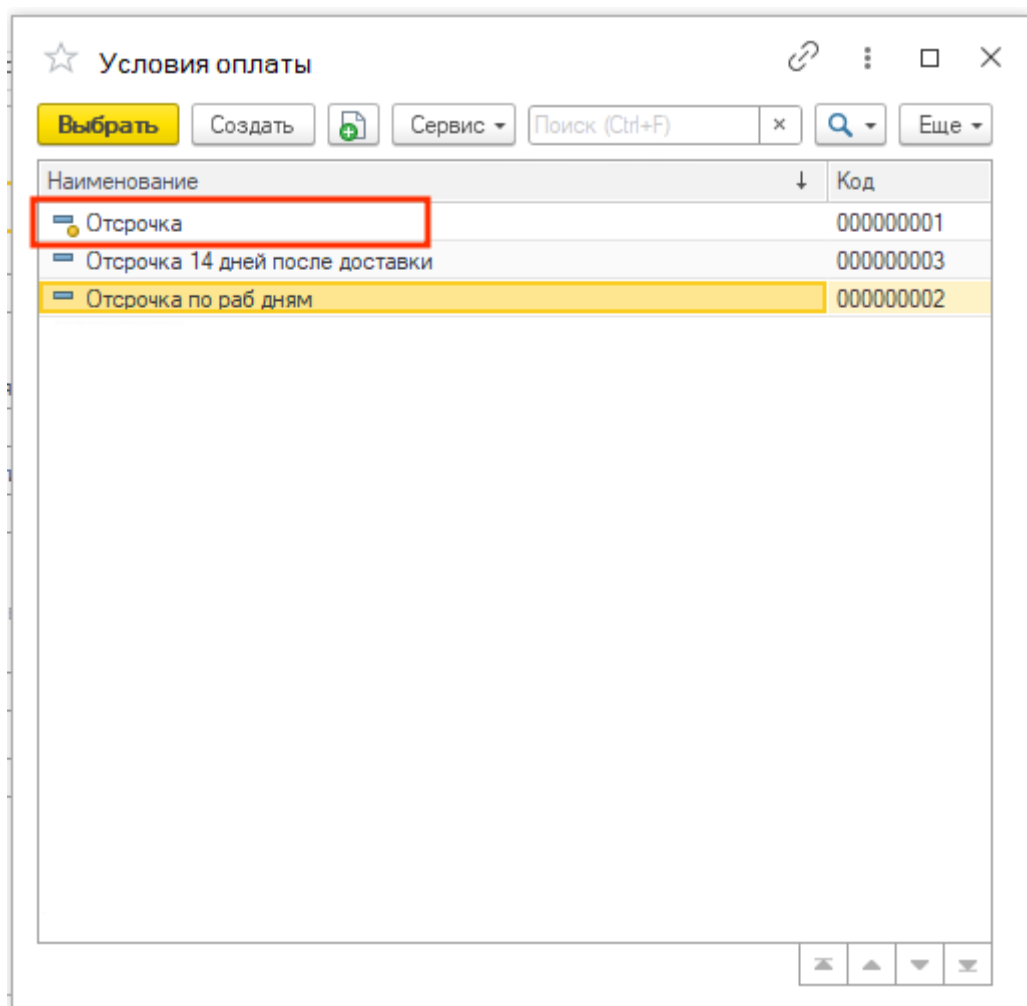 Условия оплаты
Выбрать Создать Сервис Поиск (Ctrl+F) × Еще
Наименование ↓ Код
Отсрочка 000000001
Отсрочка 14 дней после доставки 000000003
Отсрочка по раб дням 000000002